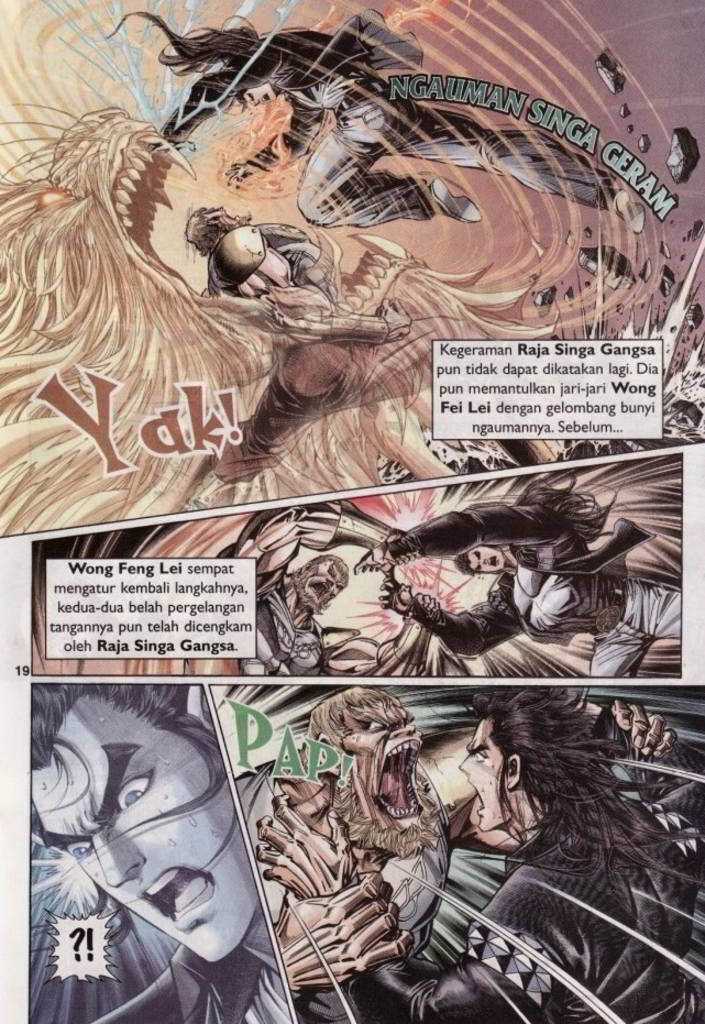 NGAUMAN SINGA GERAM
Kegeraman Raja Singa Gangsa
pun tidak dapat dikatakan lagi. Dia
pun memantulkan jari-jari Wong
Fei Lei dengan gelombang bunyi
ngaumannya. Sebelum...
Yak!
Wong Feng Lei sempat
mengatur kembali langkahnya,
kedua-dua belah pergelangan
tangannya pun telah dicengkam
oleh Raja Singa Gangsa.
19
PAP!
?!